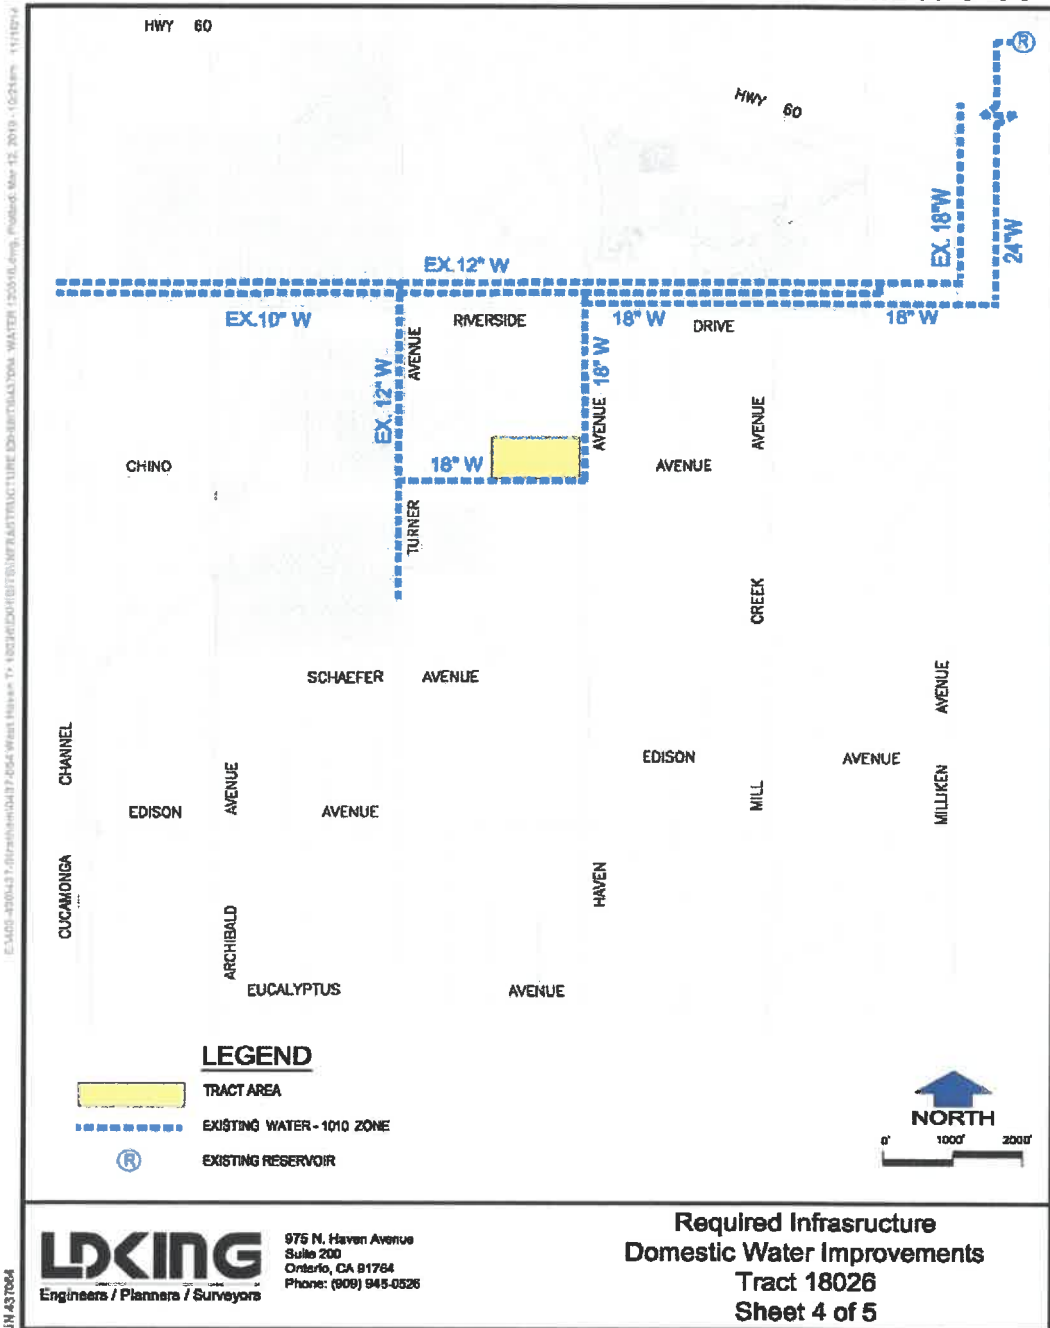 HWY 60
HWY 60
R
EX. 18"W
24"W
EX.12" W
EX.10" W
RIVERSIDE
18" W
DRIVE
18" W
AVENUE
EX. 12" W
18" W
AVENUE
AVENUE
CHINO
18" W
AVENUE
TURNER
CREEK
SCHAEFER AVENUE
AVENUE
CHANNEL
EDISON
AVENUE
AVENUE
MILL
MILLIKEN
EDISON
AVENUE
CUCAMONGA
HAVEN
ARCHIBALD
EUCALYPTUS
AVENUE
LEGEND
TRACT AREA
EXISTING WATER - 1010 ZONE
R
EXISTING RESERVOIR
NORTH
0' 1000' 2000'
LDKING
Engineers / Planners / Surveyors
975 N. Haven Avenue
Suite 200
Ontario, CA 91764
Phone: (909) 945-0526
Required Infrasructure
Domestic Water Improvements
Tract 18026
Sheet 4 of 5